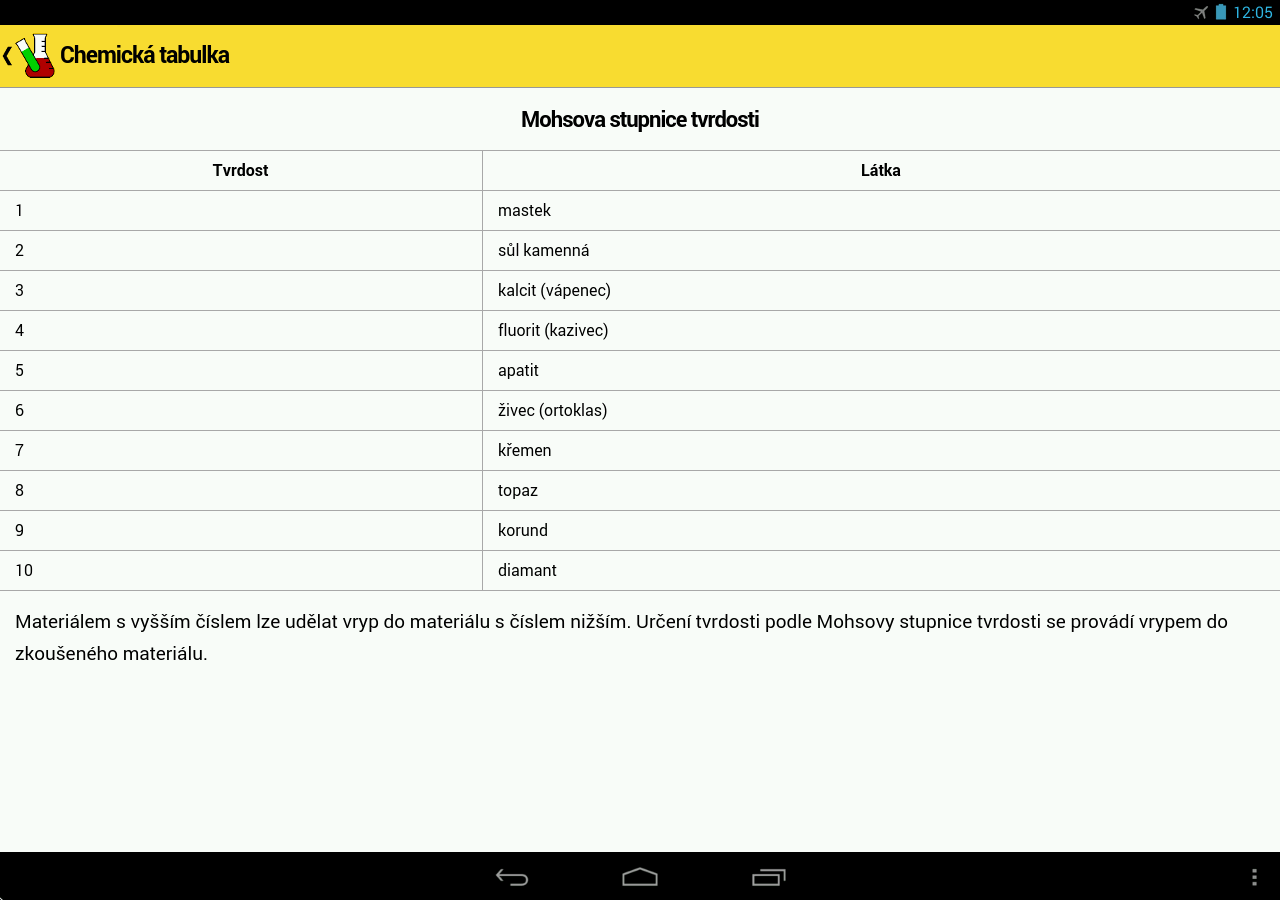 12:05
Chemická tabulka
Mohsova stupnice tvrdosti
Tvrdost Látka
1 mastek
2 sůl kamenná
3 kalcit (vápenec)
4 fluorit (kazivec)
5 apatit
6 živec (ortoklas)
7 křemen
8 topaz
9 korund
10 diamant
Materiálem s vyšším číslem lze udělat vryp do materiálu s číslem nižším. Určení tvrdosti podle Mohsovy stupnice tvrdosti se provádí vrypem do
zkoušeného materiálu.